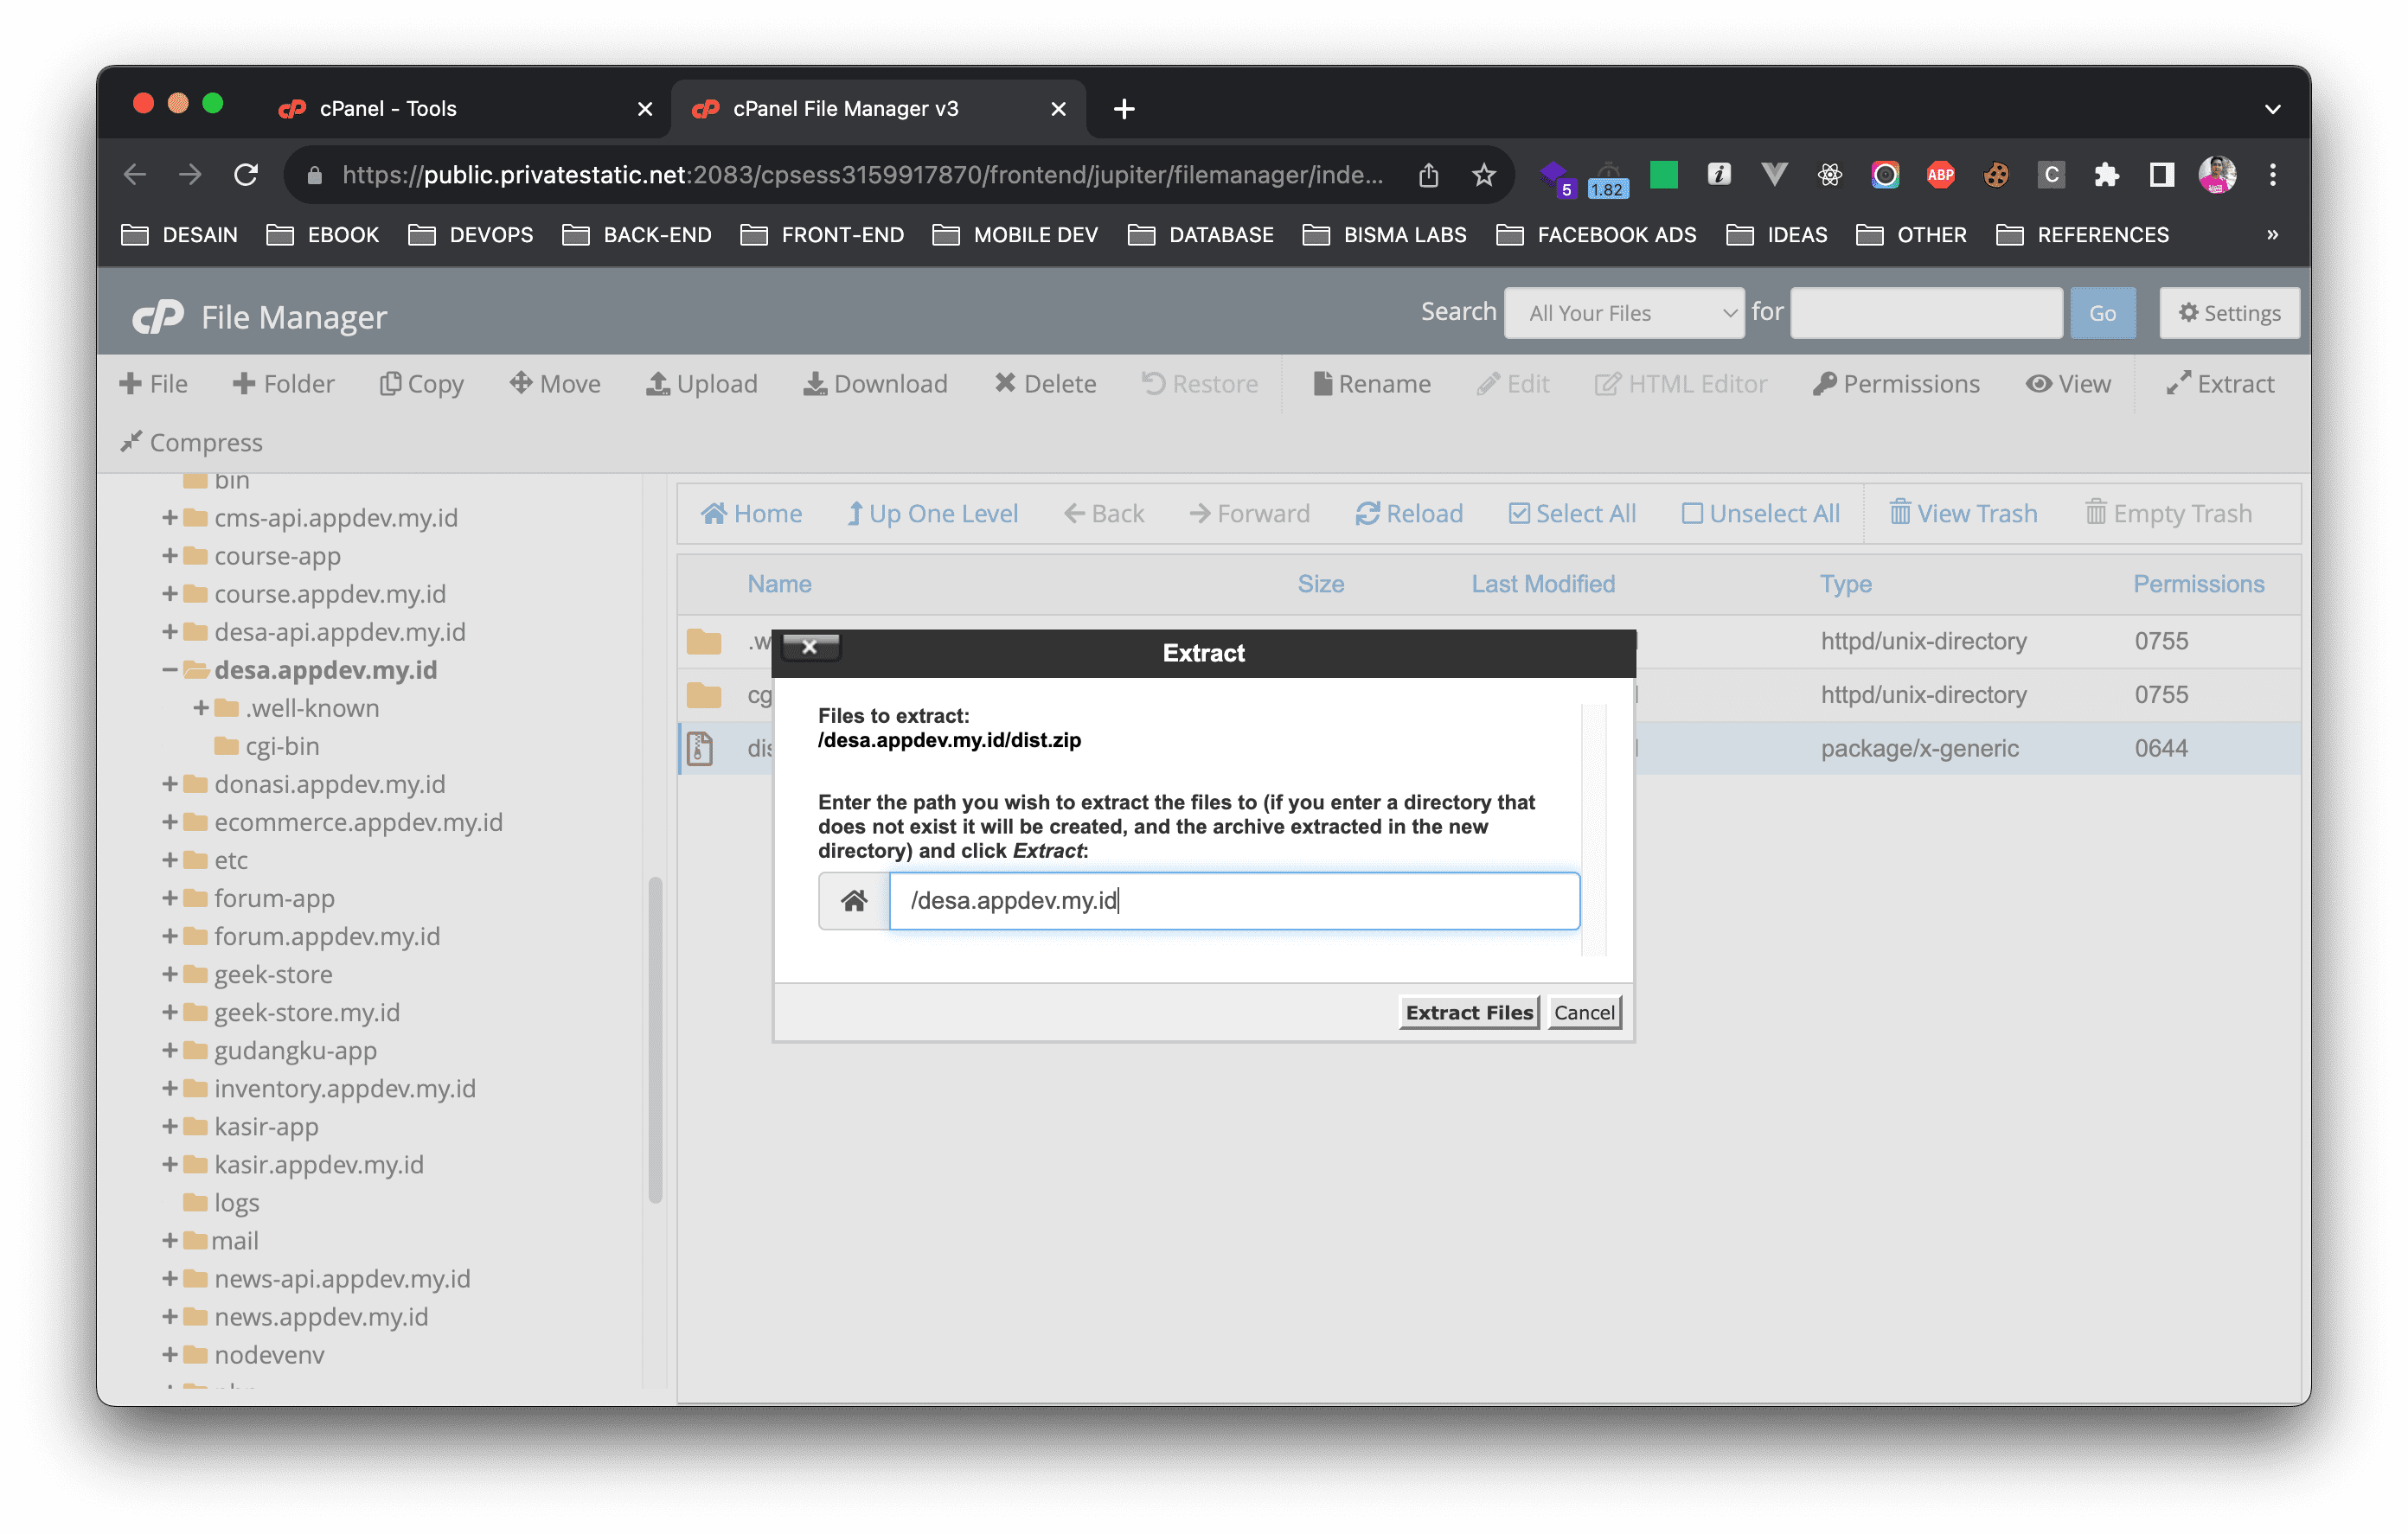 cPanel - Tools
cPanel File Manager v3
https://public.privatestatic.net:2083/cpsess3159917870/frontend/jupiter/filemanager/inde...
5
1.82
i
ABP
C
DESAIN EBOOK DEVOPS BACK-END FRONT-END MOBILE DEV DATABASE BISMA LABS FACEBOOK ADS IDEAS OTHER REFERENCES »
cP File Manager
Search All Your Files for Go Settings
File Folder Copy Move Upload Download Delete Restore Rename Edit HTML Editor Permissions View Extract
Compress
bin
cms-api.appdev.my.id
course-app
course.appdev.my.id
desa-api.appdev.my.id
desa.appdev.my.id
.well-known
cgi-bin
donasi.appdev.my.id
ecommerce.appdev.my.id
etc
forum-app
forum.appdev.my.id
geek-store
geek-store.my.id
gudangku-app
inventory.appdev.my.id
kasir-app
kasir.appdev.my.id
logs
mail
news-api.appdev.my.id
news.appdev.my.id
nodevenv
Home Up One Level Back Forward Reload Select All Unselect All View Trash Empty Trash
Name Size Last Modified Type Permissions
httpd/unix-directory 0755
httpd/unix-directory 0755
package/x-generic 0644
Extract
Files to extract:
/desa.appdev.my.id/dist.zip
Enter the path you wish to extract the files to (if you enter a directory that
does not exist it will be created, and the archive extracted in the new
directory) and click Extract:
/desa.appdev.my.id
Extract Files Cancel